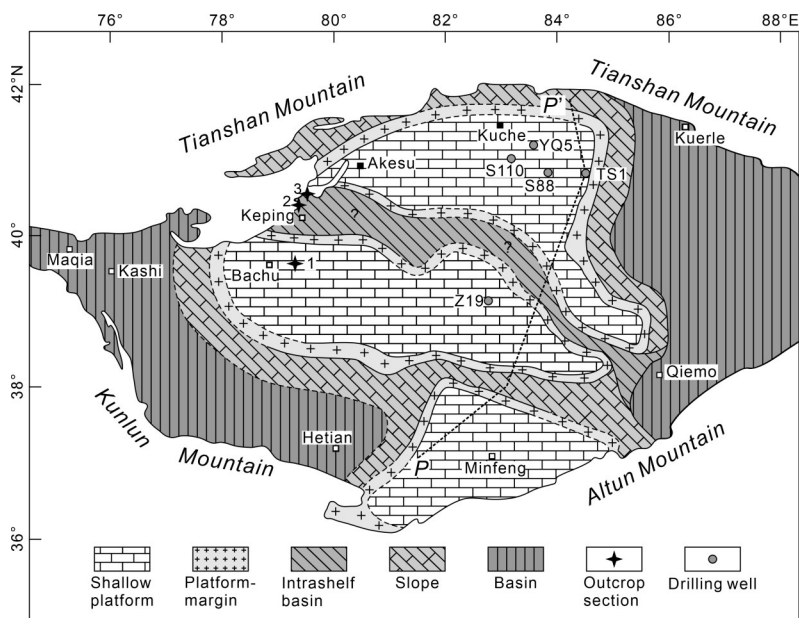 76° 78° 80° 82° 84° 86° 88°E
42°N
40°
38°
36°
Tianshan Mountain
Tianshan Mountain
P'
Kuche
YQ5
Kuerle
Akesu
S110
S88
TS1
3
2
Keping
?
?
Maqia
Kashi
Bachu
1
Z19
Qiemo
Kunlun
Mountain
Hetian
P
Minfeng
Altun Mountain
Shallow
platform
Platform-
margin
Intrashelf
basin
Slope
Basin
Outcrop
section
Drilling well